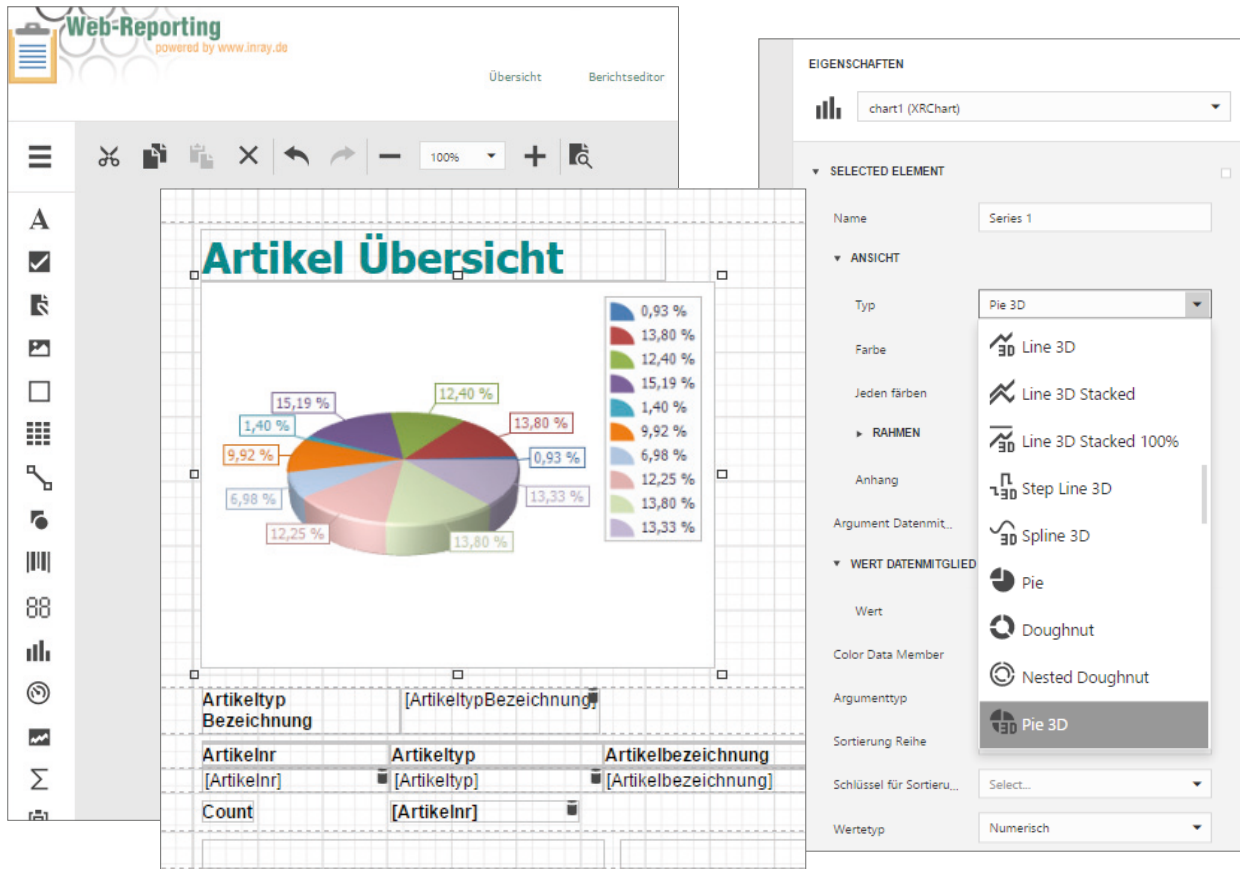 Web-Reporting
powered by www.inray.de
Übersicht
Berichtseditor
100%
A
88
Σ
Artikel Übersicht
0,93 %
13,80 %
12,40 %
15,19 %
1,40 %
9,92 %
6,98 %
12,25 %
13,80 %
13,33 %
12,40 %
15,19 %
13,80 %
1,40 %
9,92 %
0,93 %
6,98 %
13,33 %
12,25 %
13,80 %
Artikeltyp Bezeichnung
[ArtikeltypBezeichnung]
Artikelnr
Artikeltyp
Artikelbezeichnung
[Artikelnr]
[Artikeltyp]
[Artikelbezeichnung]
Count
[Artikelnr]
EIGENSCHAFTEN
chart1 (XRChart)
SELECTED ELEMENT
Name
Series 1
ANSICHT
Typ
Pie 3D
Farbe
Jeden färben
RAHMEN
Anhang
Argument Datenmit...
WERT DATENMITGLIED
Wert
Color Data Member
Argumenttyp
Sortierung Reihe
3D Line 3D
Line 3D Stacked
3D Line 3D Stacked 100%
3D Step Line 3D
3D Spline 3D
Pie
Doughnut
Nested Doughnut
3D Pie 3D
Schlüssel für Sortieru...
Select...
Wertetyp
Numerisch